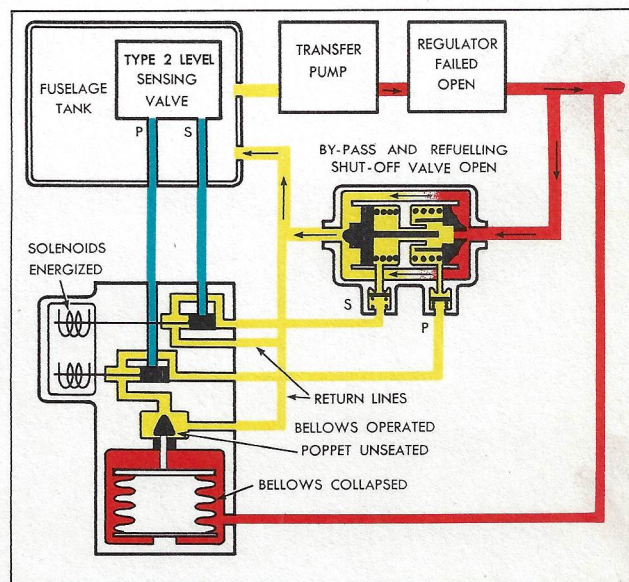 TYPE 2 LEVEL
SENSING
VALVE
FUSELAGE
TANK
P
S
TRANSFER
PUMP
REGULATOR
FAILED
OPEN
BY-PASS AND REFUELLING
SHUT-OFF VALVE OPEN
SOLENOIDS
ENERGIZED
S
P
RETURN LINES
BELLOWS OPERATED
POPPET UNSEATED
BELLOWS COLLAPSED